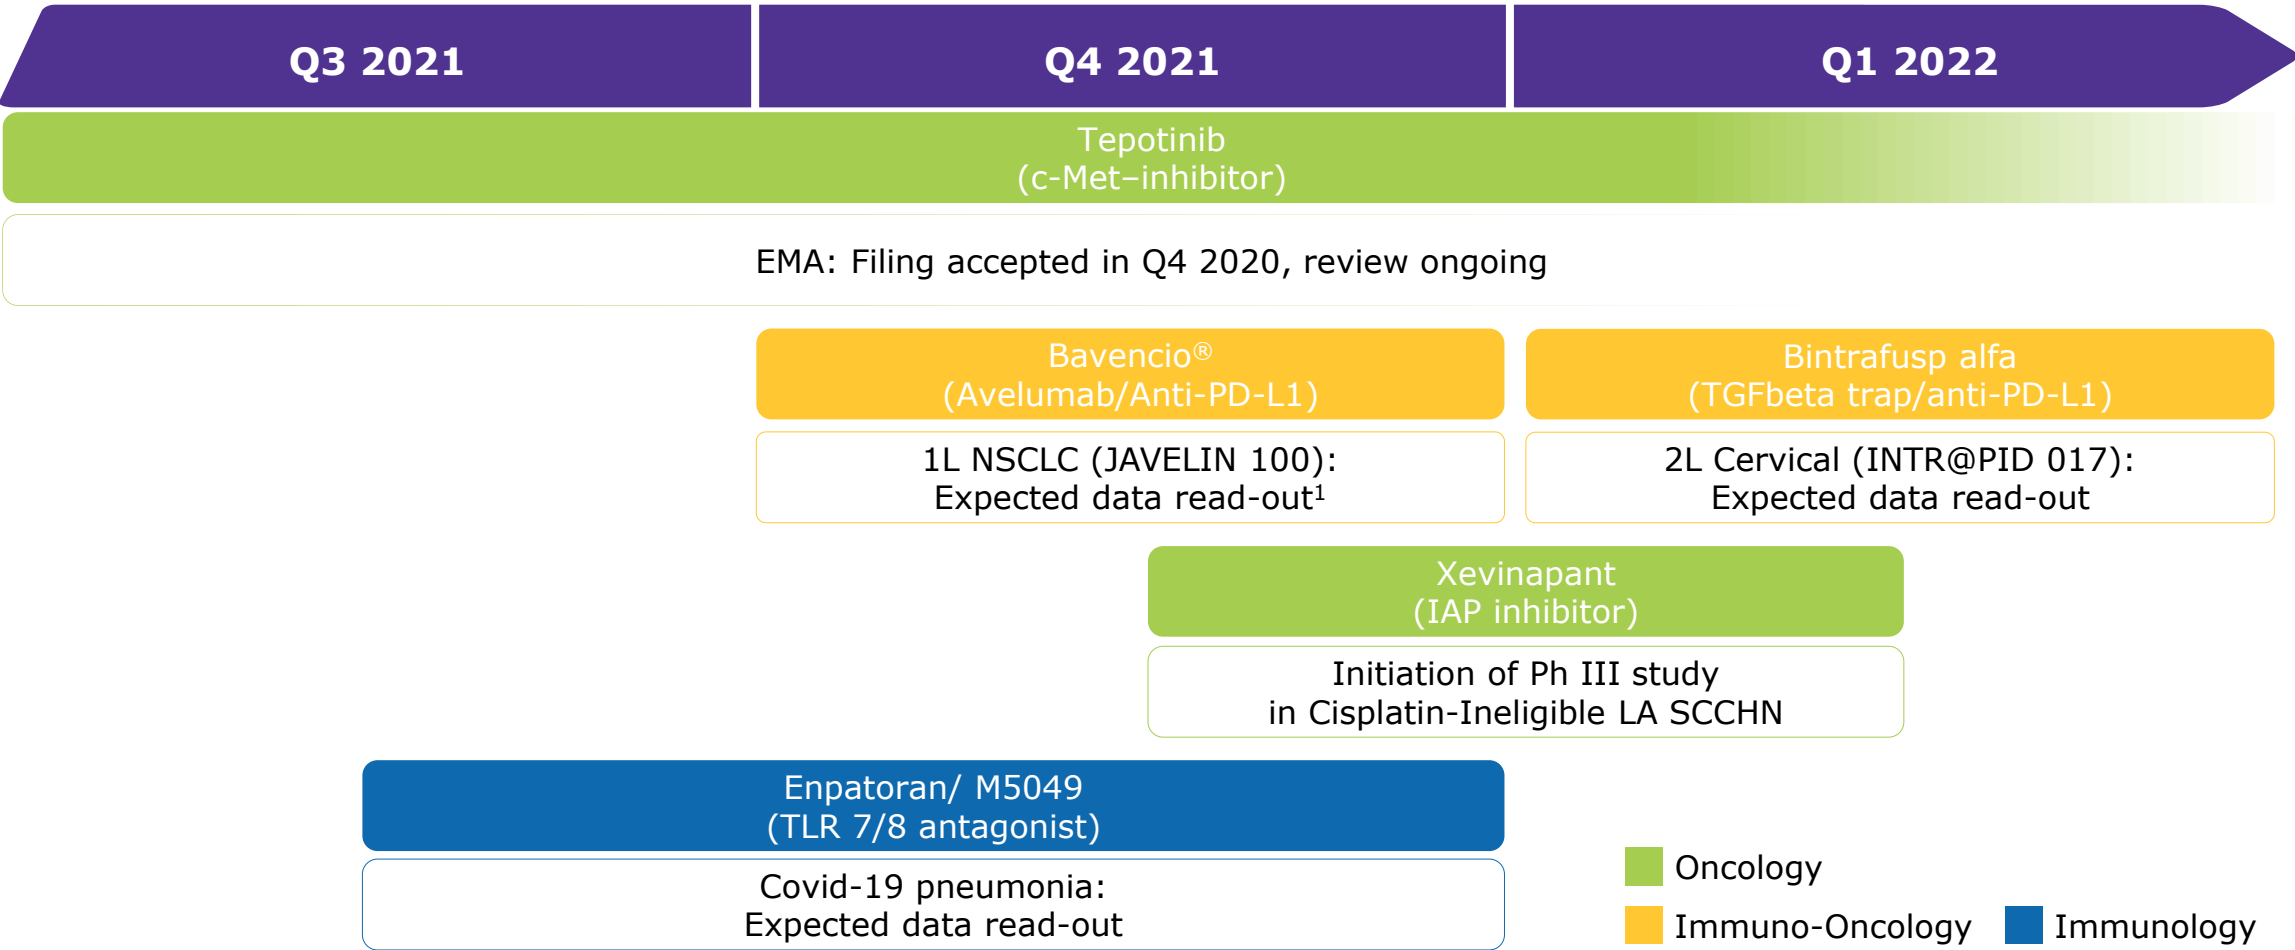 Q3 2021
Q4 2021
Q1 2022
Tepotinib
(c-Met–inhibitor)
EMA: Filing accepted in Q4 2020, review ongoing
Bavencio®
(Avelumab/Anti-PD-L1)
1L NSCLC (JAVELIN 100):
Expected data read-out¹
Bintrafusp alfa
(TGFbeta trap/anti-PD-L1)
2L Cervical (INTR@PID 017):
Expected data read-out
Xevinapant
(IAP inhibitor)
Initiation of Ph III study
in Cisplatin-Ineligible LA SCCHN
Enpatoran/ M5049
(TLR 7/8 antagonist)
Covid-19 pneumonia:
Expected data read-out
Oncology
Immuno-Oncology
Immunology